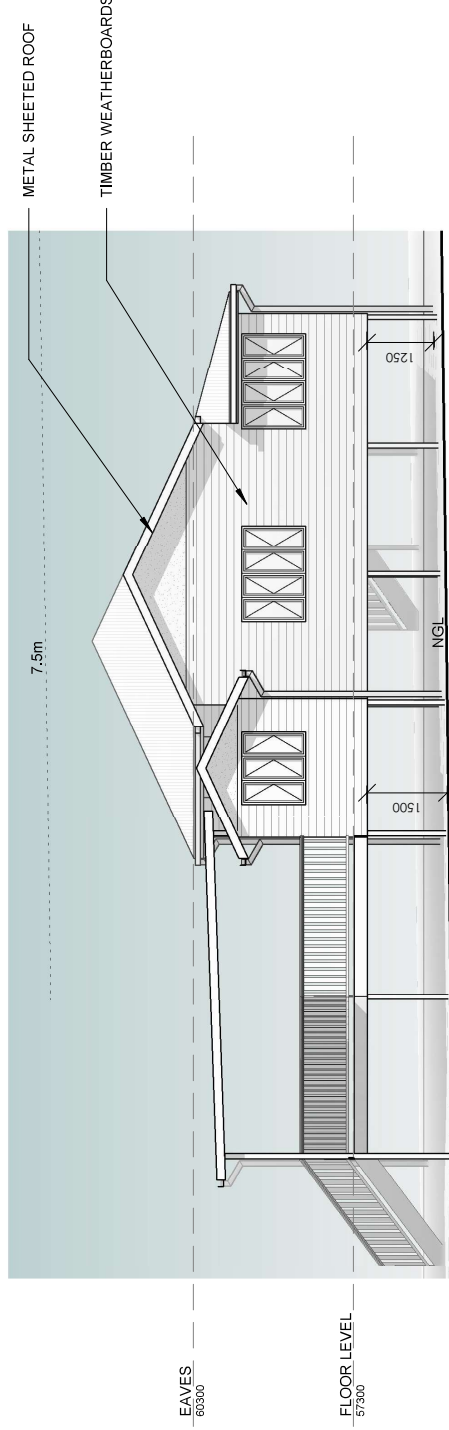 METAL SHEETED ROOF
TIMBER WEATHERBOARDS
7.5m
EAVES
60300
FLOOR LEVEL
57300
1500
NGL
1250